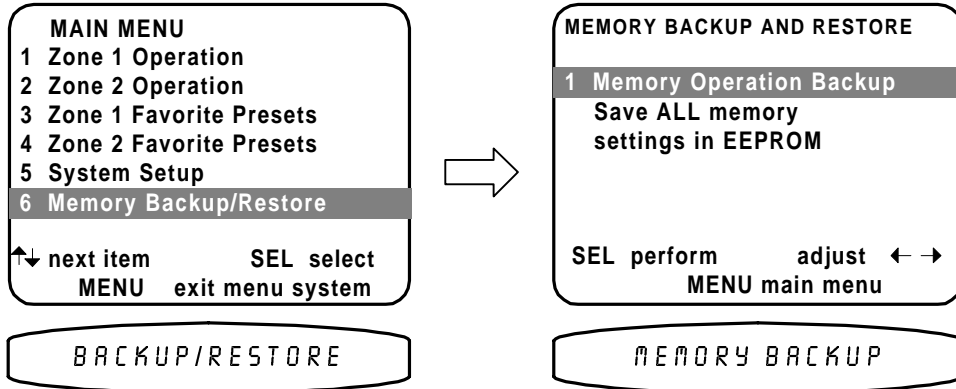 MAIN MENU
1 Zone 1 Operation
2 Zone 2 Operation
3 Zone 1 Favorite Presets
4 Zone 2 Favorite Presets
5 System Setup
6 Memory Backup/Restore
next item SEL select
MENU exit menu system
BACKUP/RESTORE
MEMORY BACKUP AND RESTORE
1 Memory Operation Backup
Save ALL memory
settings in EEPROM
SEL perform adjust ← →
MENU main menu
MEMORY BACKUP